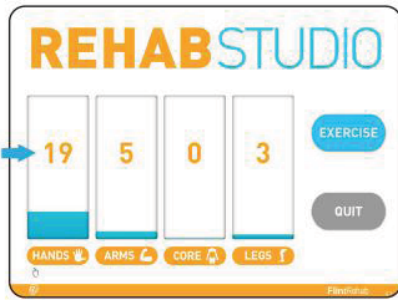 REHABSTUDIO
19 5 0 3
EXERCISE
QUIT
HANDS ARMS CORE LEGS
FlintRehab